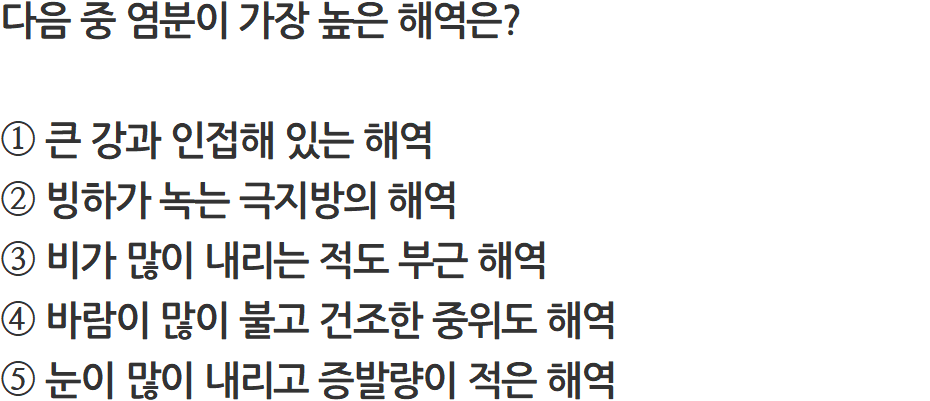 다음 중 염분이 가장 높은 해역은?
① 큰 강과 인접해 있는 해역
② 빙하가 녹는 극지방의 해역
③ 비가 많이 내리는 적도 부근 해역
④ 바람이 많이 불고 건조한 중위도 해역
⑤ 눈이 많이 내리고 증발량이 적은 해역